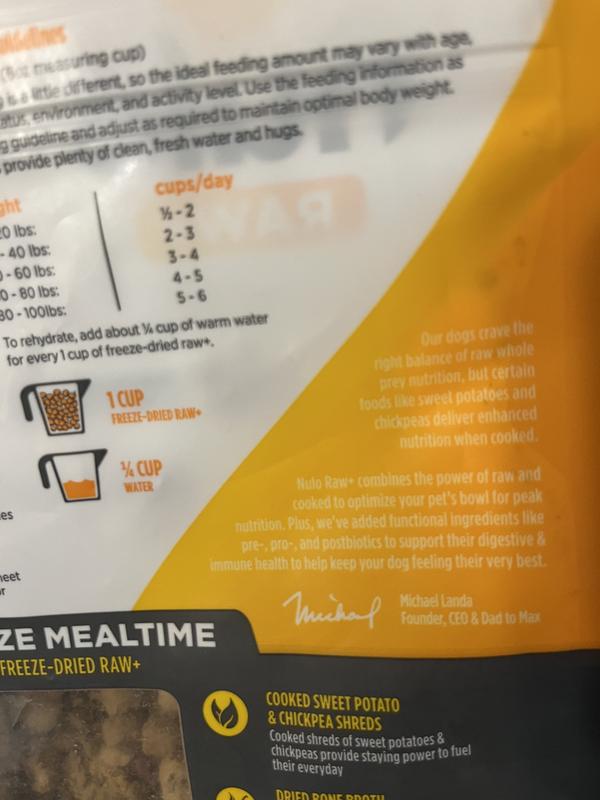 (8oz measuring cup)
is a little different, so the ideal feeding amount may vary with age,
environment, and activity level. Use the feeding information as
guideline and adjust as required to maintain optimal body weight.
provide plenty of clean, fresh water and hugs.
cups/day
½ - 2
lbs: 2 - 3
- 40 lbs: 3 - 4
- 60 lbs: 4 - 5
- 80 lbs: 5 - 6
- 100lbs:
To rehydrate, add about ¼ cup of warm water
for every 1 cup of freeze-dried raw+.
1 CUP
FREEZE-DRIED RAW+
¼ CUP
WATER
Our dogs crave the
right balance of raw whole
prey nutrition, but certain
foods like sweet potatoes and
chickpeas deliver enhanced
nutrition when cooked.
Nulo Raw+ combines the power of raw and
cooked to optimize your pet's bowl for peak
nutrition. Plus, we've added functional ingredients like
pre-, pro-, and postbiotics to support their digestive &
immune health to help keep your dog feeling their very best.
Michael
Michael Landa
Founder, CEO & Dad to Max
ZE MEALTIME
FREEZE-DRIED RAW+
COOKED SWEET POTATO
& CHICKPEA SHREDS
Cooked shreds of sweet potatoes &
chickpeas provide staying power to fuel
their everyday
DRIED BONE BROTH